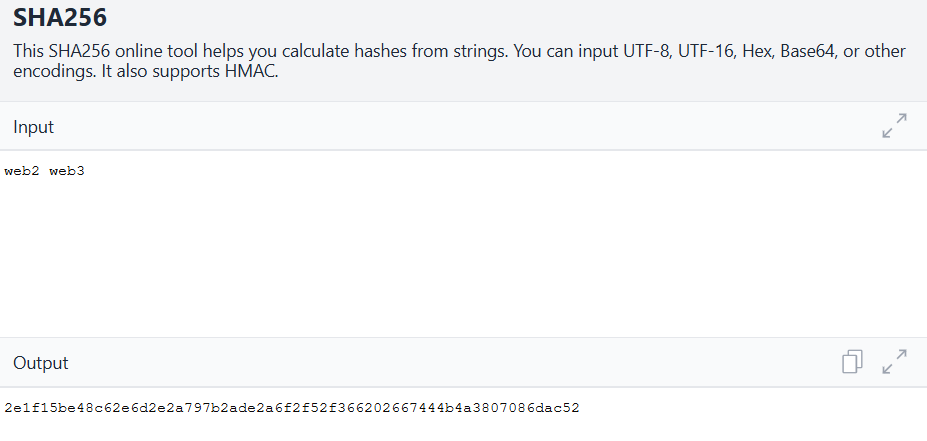 SHA256
This SHA256 online tool helps you calculate hashes from strings. You can input UTF-8, UTF-16, Hex, Base64, or other
encodings. It also supports HMAC.
Input
web2 web3
Output
2e1f15be48c62e6d2e2a797b2ade2a6f2f52f366202667444b4a3807086dac52